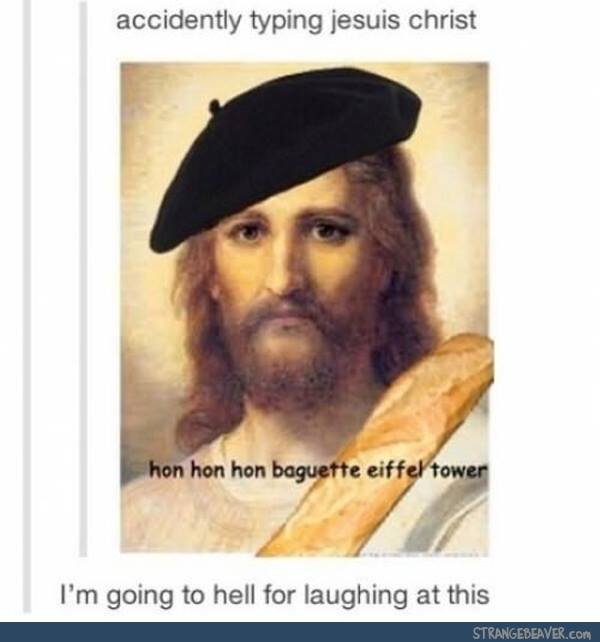 accidently typing jesuis christ
hon hon hon baguette eiffel tower
I'm going to hell for laughing at this
STRANGEBEAVER.COM